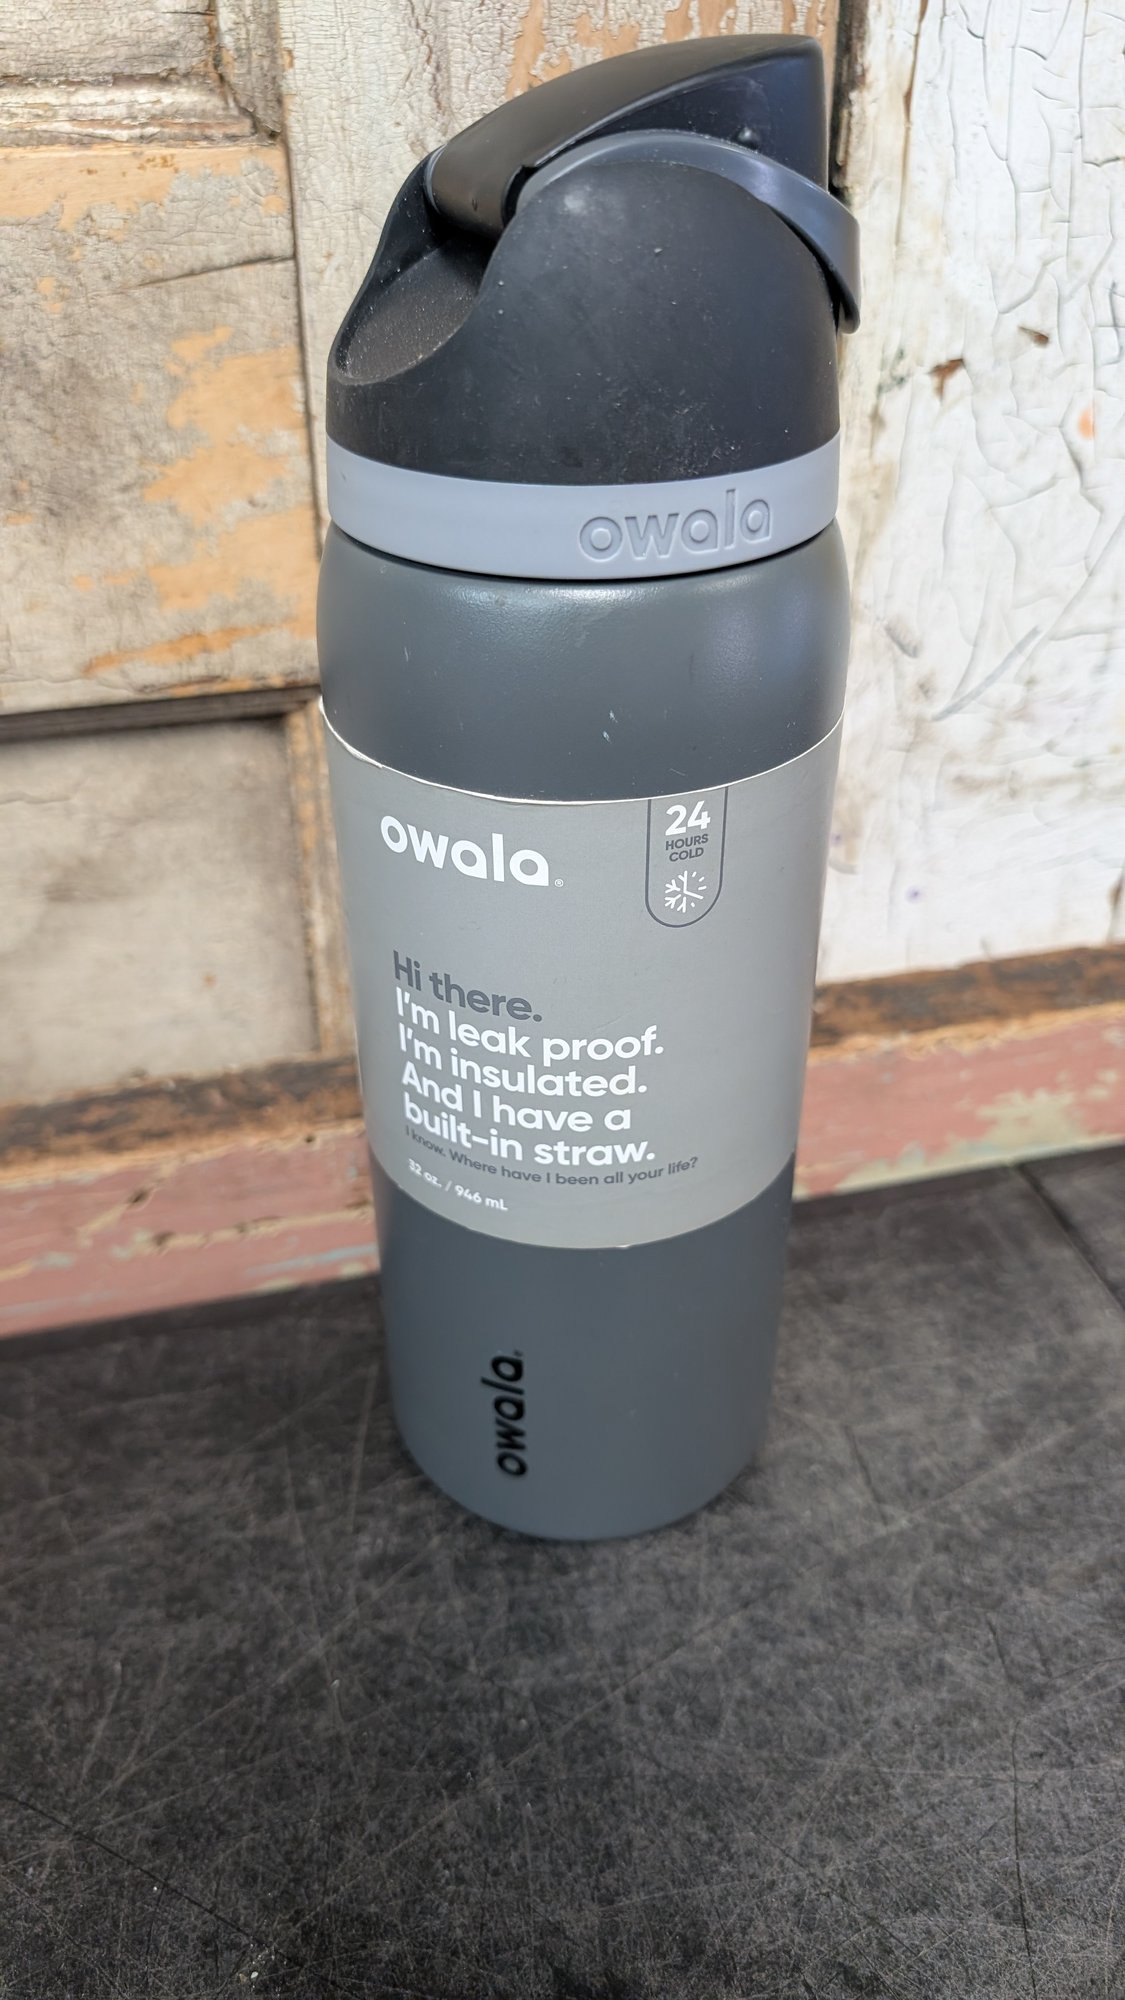 owala
owala®
24
HOURS
COLD
Hi there.
I'm leak proof.
I'm insulated.
And I have a
built-in straw.
I know. Where have I been all your life?
32 oz. / 946 mL
owala